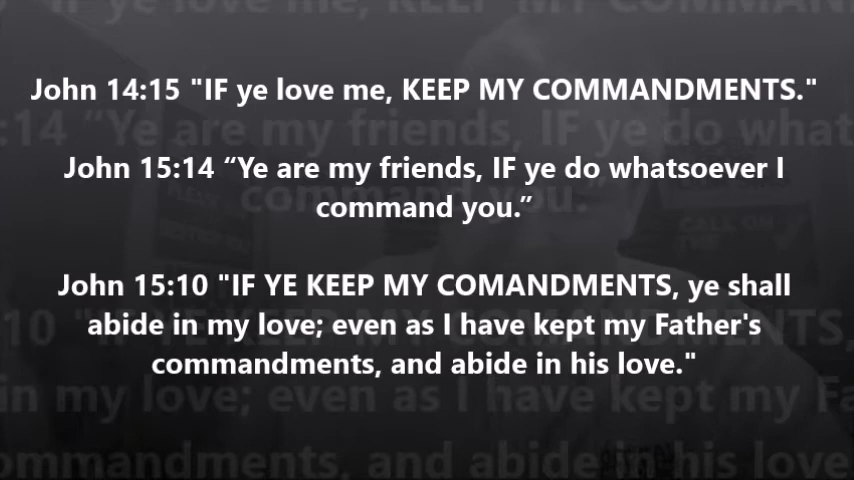 John 14:15 "IF ye love me, KEEP MY COMMANDMENTS."
John 15:14 “Ye are my friends, IF ye do whatsoever I
command you.”
John 15:10 "IF YE KEEP MY COMANDMENTS, ye shall
abide in my love; even as I have kept my Father's
commandments, and abide in his love."